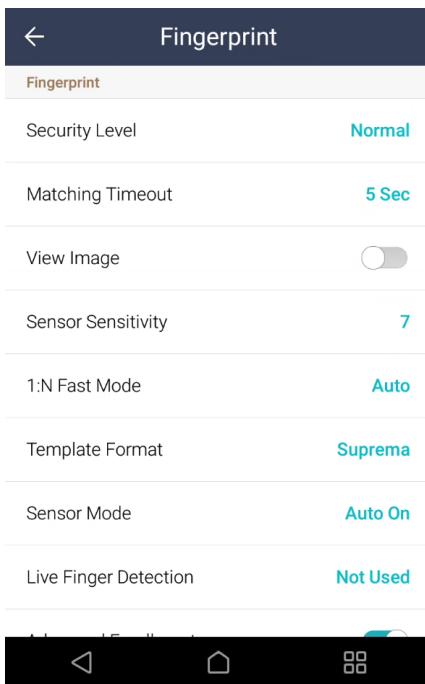 Fingerprint
Fingerprint
Security Level Normal
Matching Timeout 5 Sec
View Image
Sensor Sensitivity 7
1:N Fast Mode Auto
Template Format Suprema
Sensor Mode Auto On
Live Finger Detection Not Used